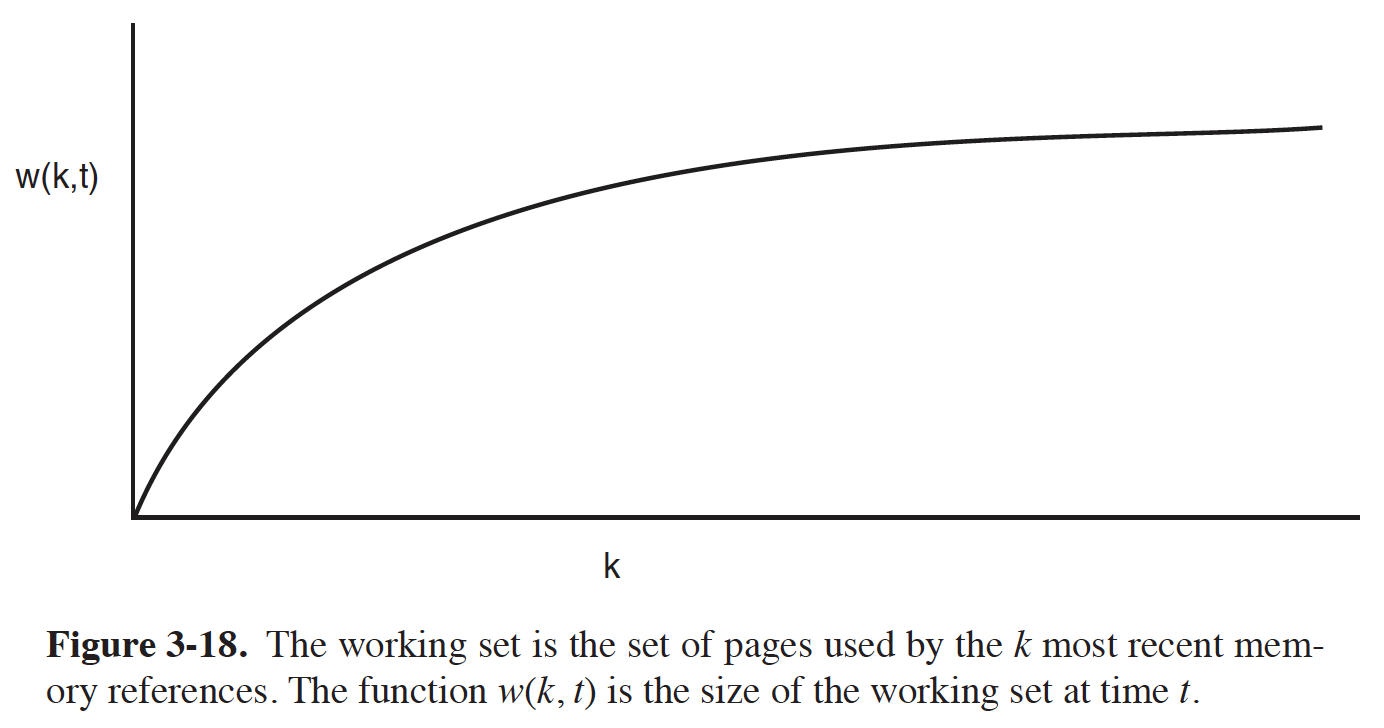 w(k,t)
k
Figure 3-18. The working set is the set of pages used by the k most recent mem-
ory references. The function w(k, t) is the size of the working set at time t.